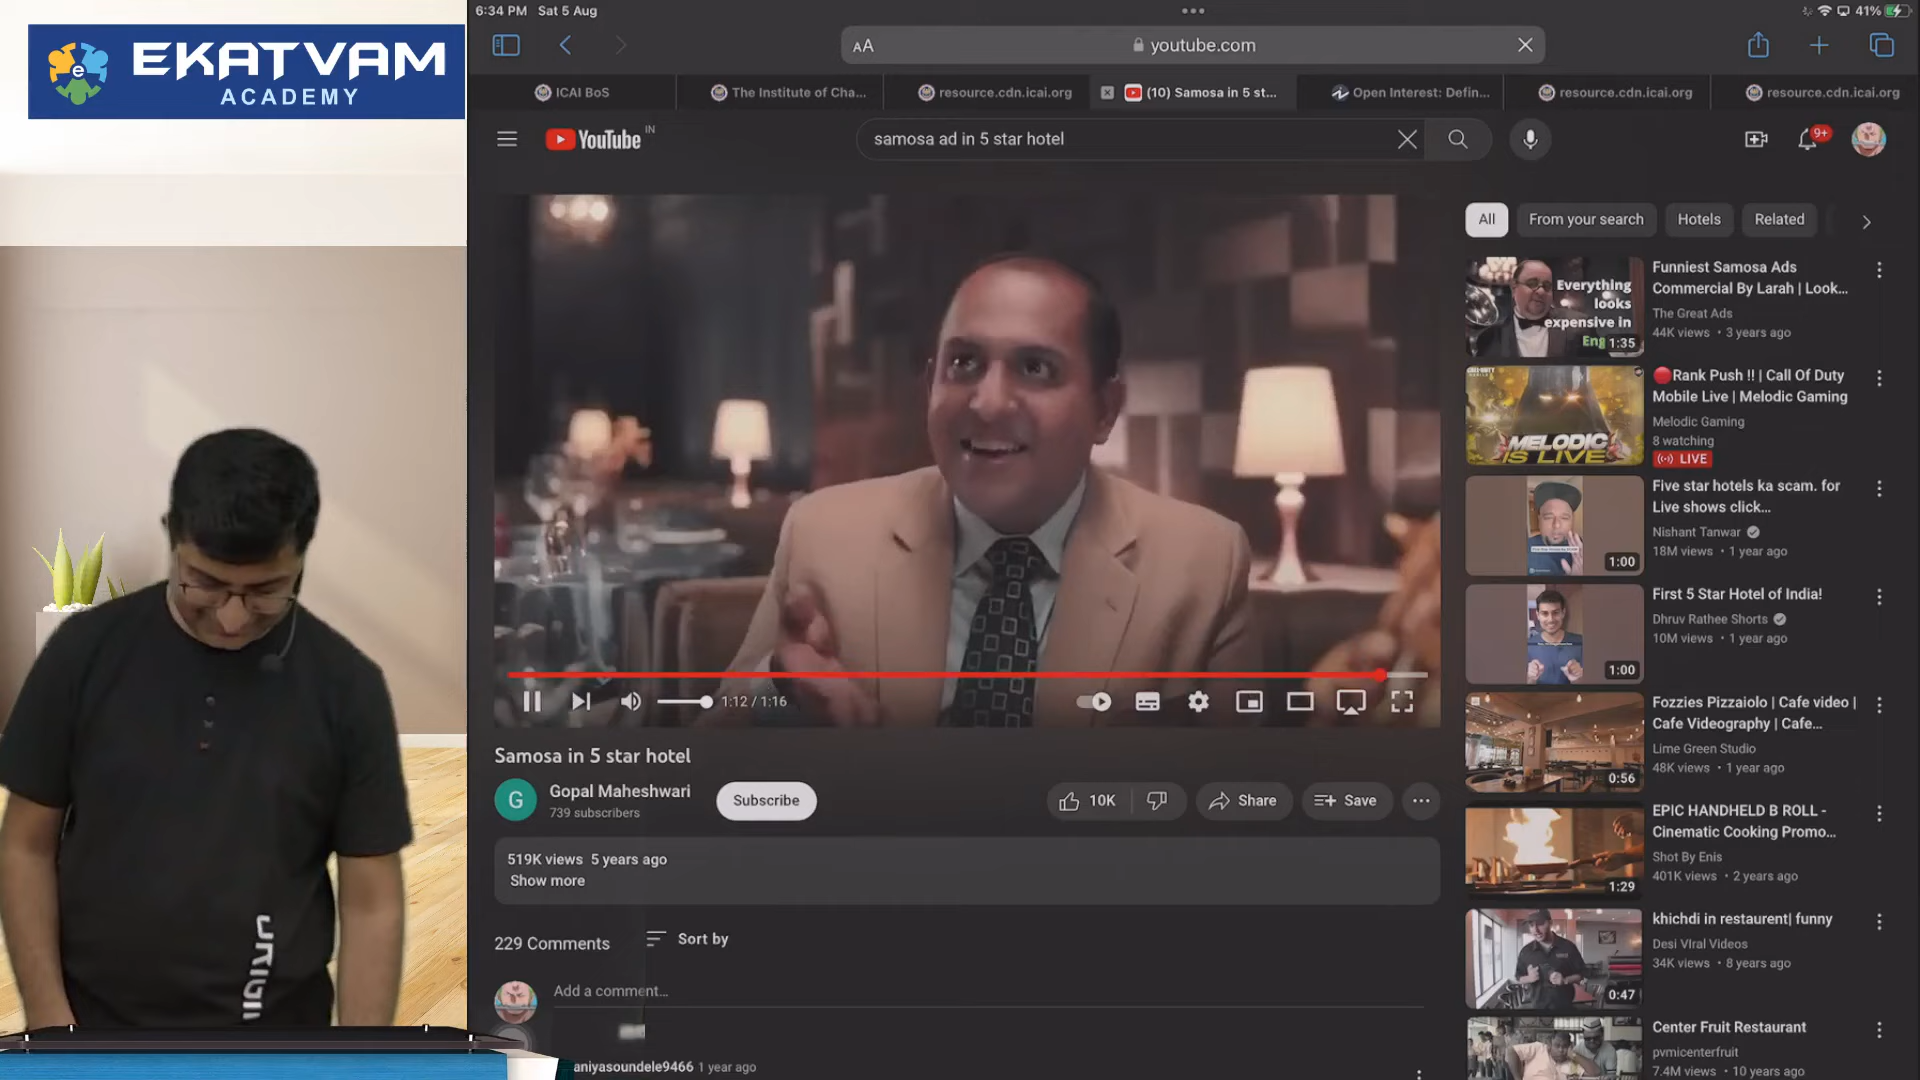 EKATVAM
ACADEMY
6:34 PM Sat 5 Aug
41%
AA
youtube.com
ICAI BoS
The Institute of Cha...
resource.cdn.icai.org
(10) Samosa in 5 st...
Open Interest: Defin...
resource.cdn.icai.org
resource.cdn.icai.org
YouTube IN
samosa ad in 5 star hotel
9+
All
From your search
Hotels
Related
1:12 / 1:16
Samosa in 5 star hotel
G
Gopal Maheshwari
739 subscribers
Subscribe
10K
Share
Save
519K views 5 years ago
Show more
229 Comments
Sort by
Add a comment...
aniyasoundele9466 1 year ago
Everything
looks
expensive in
Eng
1:35
Funniest Samosa Ads
Commercial By Larah | Look...
The Great Ads
44K views • 3 years ago
MELODIC
IS LIVE
🔴Rank Push !! | Call Of Duty
Mobile Live | Melodic Gaming
Melodic Gaming
8 watching
LIVE
1:00
Five star hotels ka scam. for
Live shows click...
Nishant Tanwar
18M views • 1 year ago
1:00
First 5 Star Hotel of India!
Dhruv Rathee Shorts
10M views • 1 year ago
0:56
Fozzies Pizzaiolo | Cafe video |
Cafe Videography | Cafe...
Lime Green Studio
48K views • 1 year ago
1:29
EPIC HANDHELD B ROLL -
Cinematic Cooking Promo...
Shot By Enis
401K views • 2 years ago
0:47
khichdi in restaurent| funny
Desi VIral Videos
34K views • 8 years ago
Center Fruit Restaurant
pvmicenterfruit
7.4M views • 10 years ago